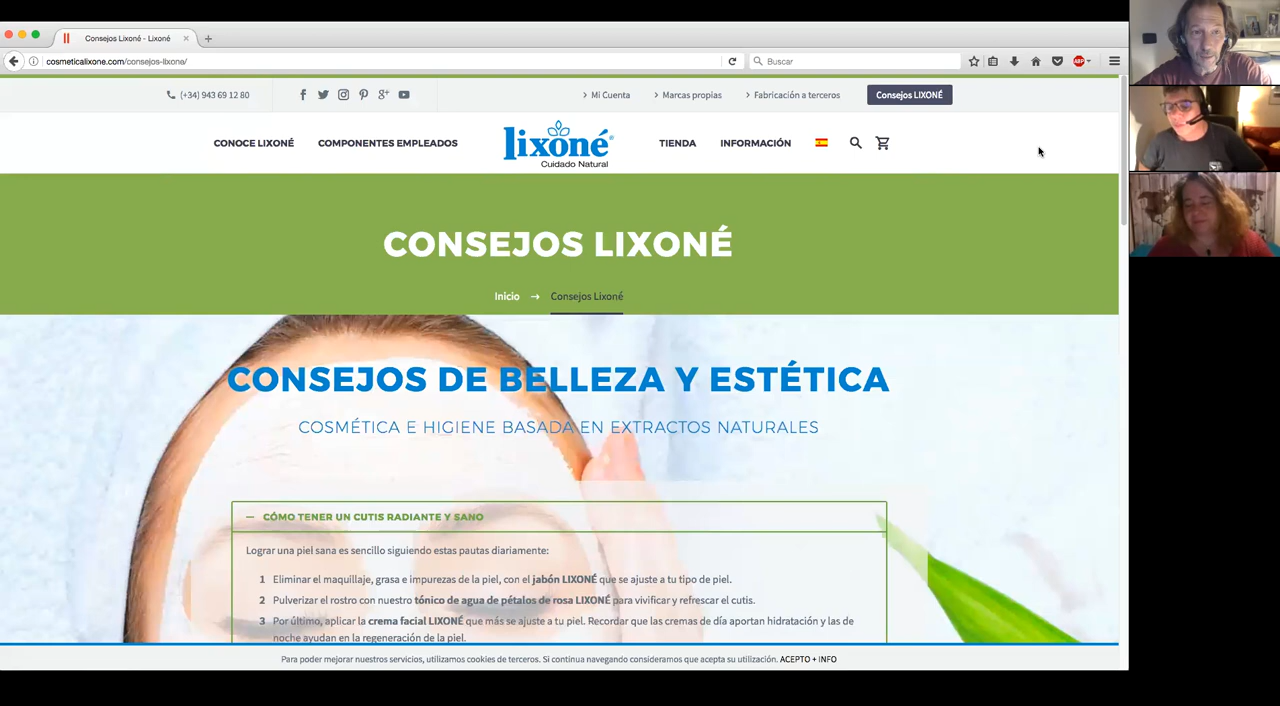 Consejos Lixoné - Lixoné
cosmeticalixone.com/consejos-lixone/
Buscar
ABP
(+34) 943 69 12 80
Mi Cuenta
Marcas propias
Fabricación a terceros
Consejos LIXONÉ
CONOCE LIXONÉ
COMPONENTES EMPLEADOS
lixoné®
Cuidado Natural
TIENDA
INFORMACIÓN
CONSEJOS LIXONÉ
Inicio → Consejos Lixoné
CONSEJOS DE BELLEZA Y ESTÉTICA
COSMÉTICA E HIGIENE BASADA EN EXTRACTOS NATURALES
— CÓMO TENER UN CUTIS RADIANTE Y SANO
Lograr una piel sana es sencillo siguiendo estas pautas diariamente:
1 Eliminar el maquillaje, grasa e impurezas de la piel, con el jabón LIXONÉ que se ajuste a tu tipo de piel.
2 Pulverizar el rostro con nuestro tónico de agua de pétalos de rosa LIXONÉ para vivificar y refrescar el cutis.
3 Por último, aplicar la crema facial LIXONÉ que más se ajuste a tu piel. Recordar que las cremas de día aportan hidratación y las de
noche ayudan en la regeneración de la piel.
Para poder mejorar nuestros servicios, utilizamos cookies de terceros. Si continua navegando consideramos que acepta su utilización. ACEPTO + INFO